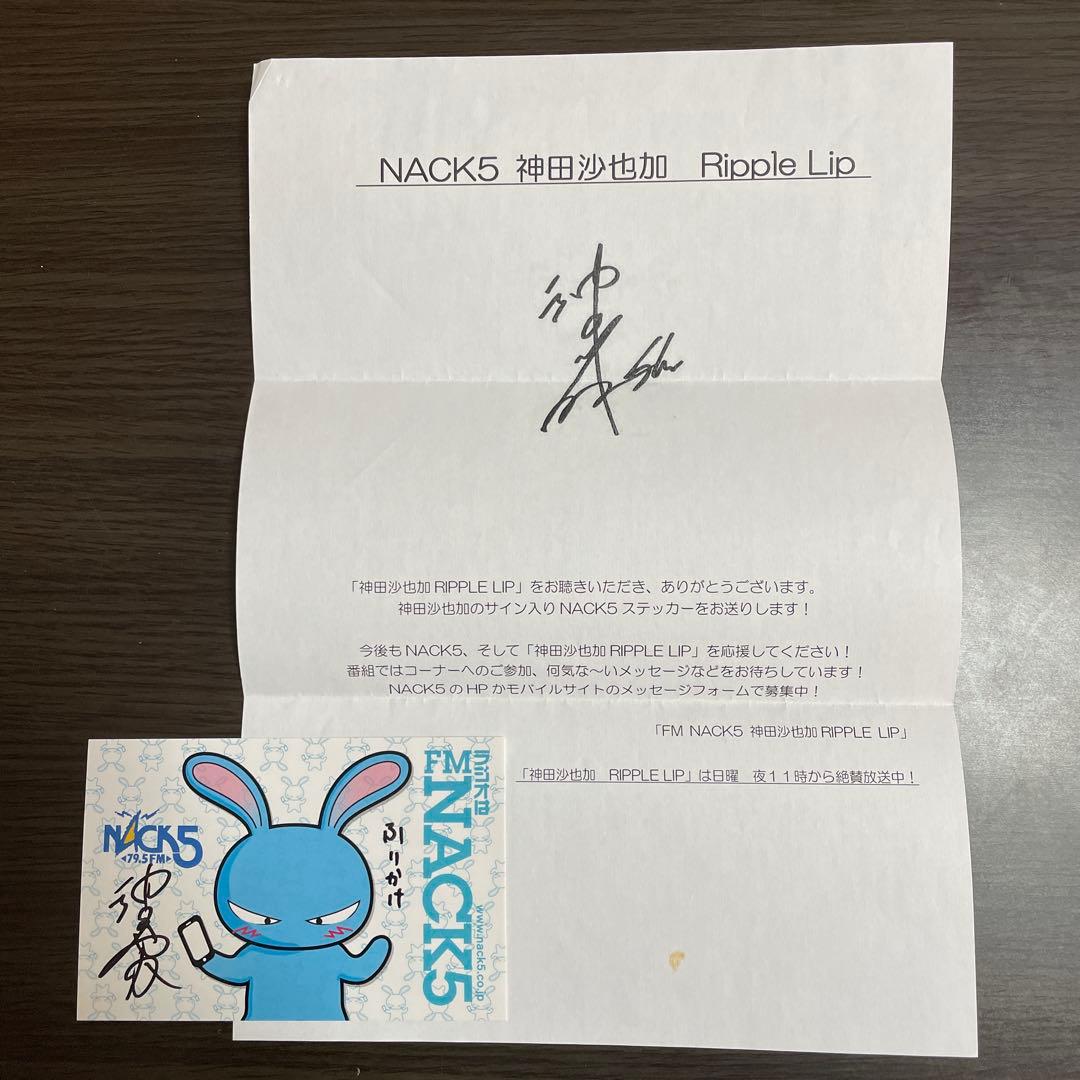 NACK5 神田沙也加 Ripple Lip
「神田沙也加 RIPPLE LIP」をお聴きいただき、ありがとうございます。
神田沙也加のサイン入り NACK5 ステッカーをお送りします！
今後も NACK5、そして「神田沙也加 RIPPLE LIP」を応援してください！
番組ではコーナーへのご参加、何気な～いメッセージなどをお待ちしています！
NACK5 の HP かモバイルサイトのメッセージフォームで募集中！
「FM NACK5 神田沙也加 RIPPLE LIP」
「神田沙也加 RIPPLE LIP」は日曜 夜１１時から絶賛放送中！
ラジオは
FM NACK5
www.nack5.co.jp
ふりかけ
NACK5
79.5FM